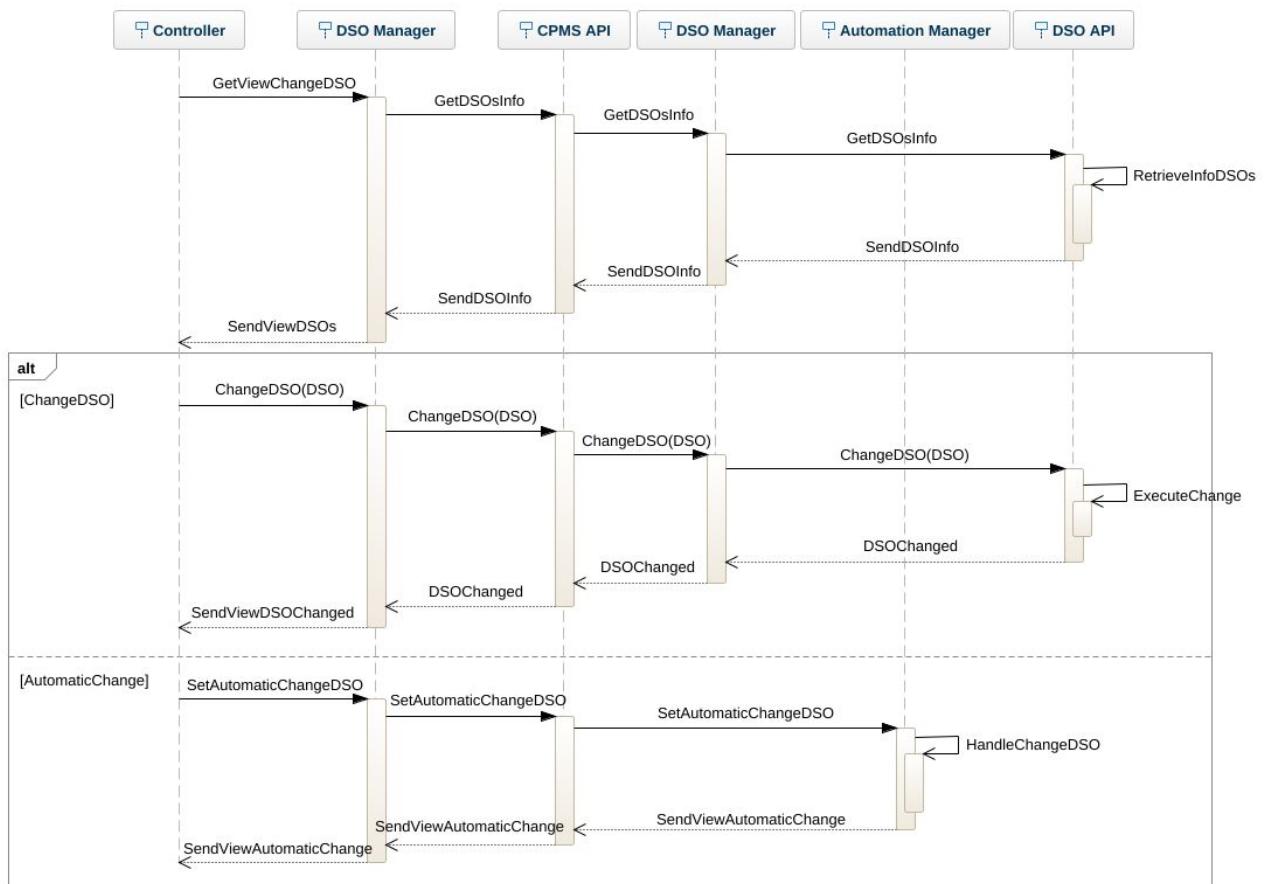 Controller
DSO Manager
CPMS API
DSO Manager
Automation Manager
DSO API
GetViewChangeDSO
GetDSOsInfo
GetDSOsInfo
GetDSOsInfo
RetrieveInfoDSOs
SendDSOInfo
SendDSOInfo
SendDSOInfo
SendViewDSOs
alt
[ChangeDSO]
ChangeDSO(DSO)
ChangeDSO(DSO)
ChangeDSO(DSO)
ChangeDSO(DSO)
ExecuteChange
DSOChanged
DSOChanged
DSOChanged
SendViewDSOChanged
[AutomaticChange]
SetAutomaticChangeDSO
SetAutomaticChangeDSO
SetAutomaticChangeDSO
HandleChangeDSO
SendViewAutomaticChange
SendViewAutomaticChange
SendViewAutomaticChange